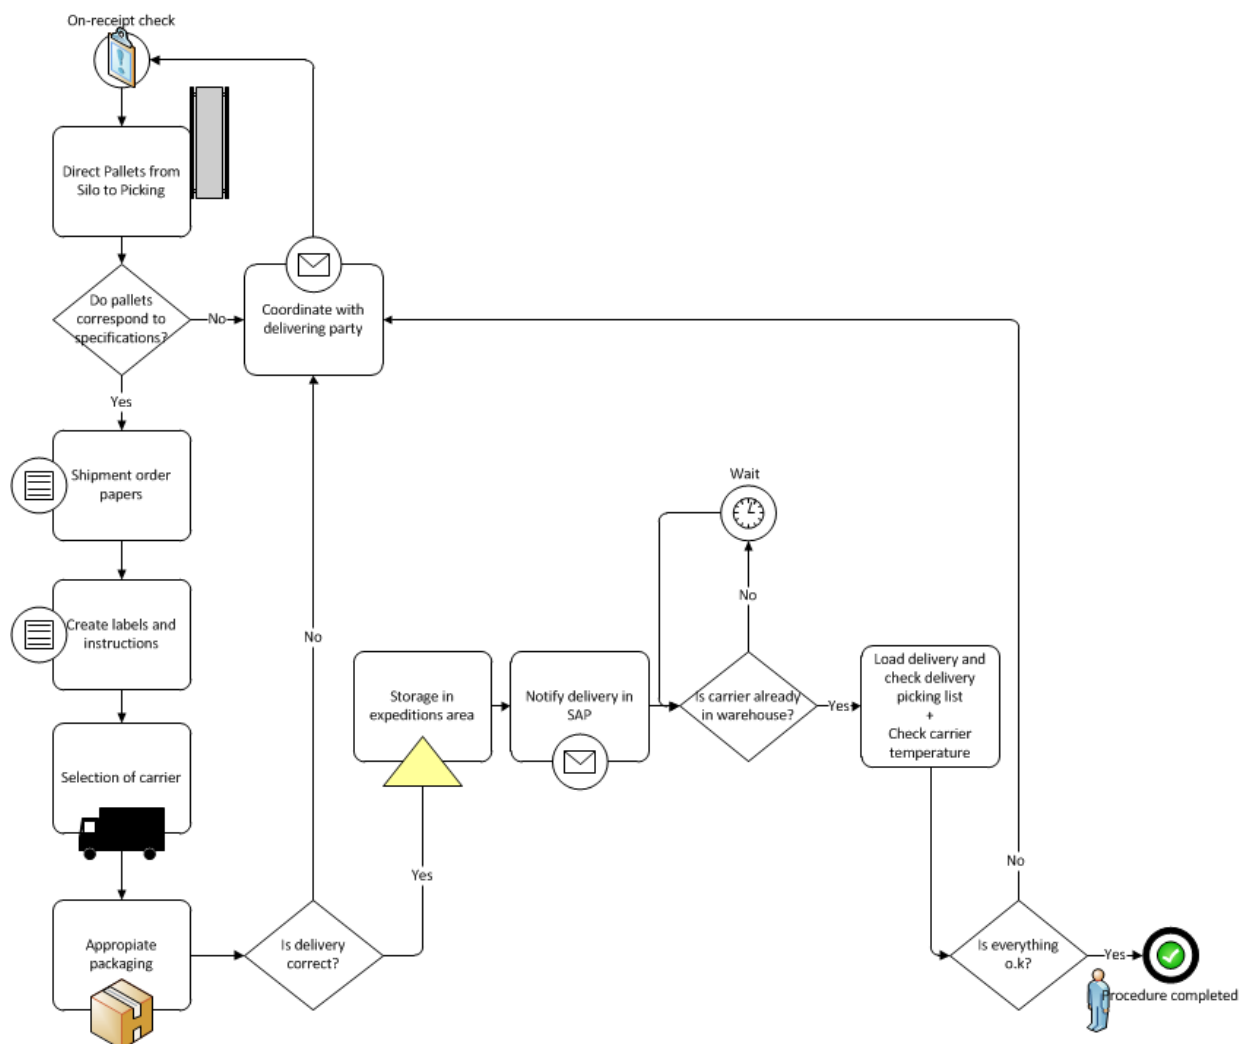 On-receipt check
Direct Pallets from
Silo to Picking
Do pallets
correspond to
specifications?
No
Coordinate with
delivering party
Yes
Shipment order
papers
Create labels and
instructions
Selection of carrier
Appropiate
packaging
Is delivery
correct?
No
Yes
Storage in
expeditions area
Notify delivery in
SAP
Wait
No
Is carrier already
in warehouse?
Yes
Load delivery and
check delivery
picking list
+
Check carrier
temperature
No
Is everything
o.k?
Yes
Procedure completed